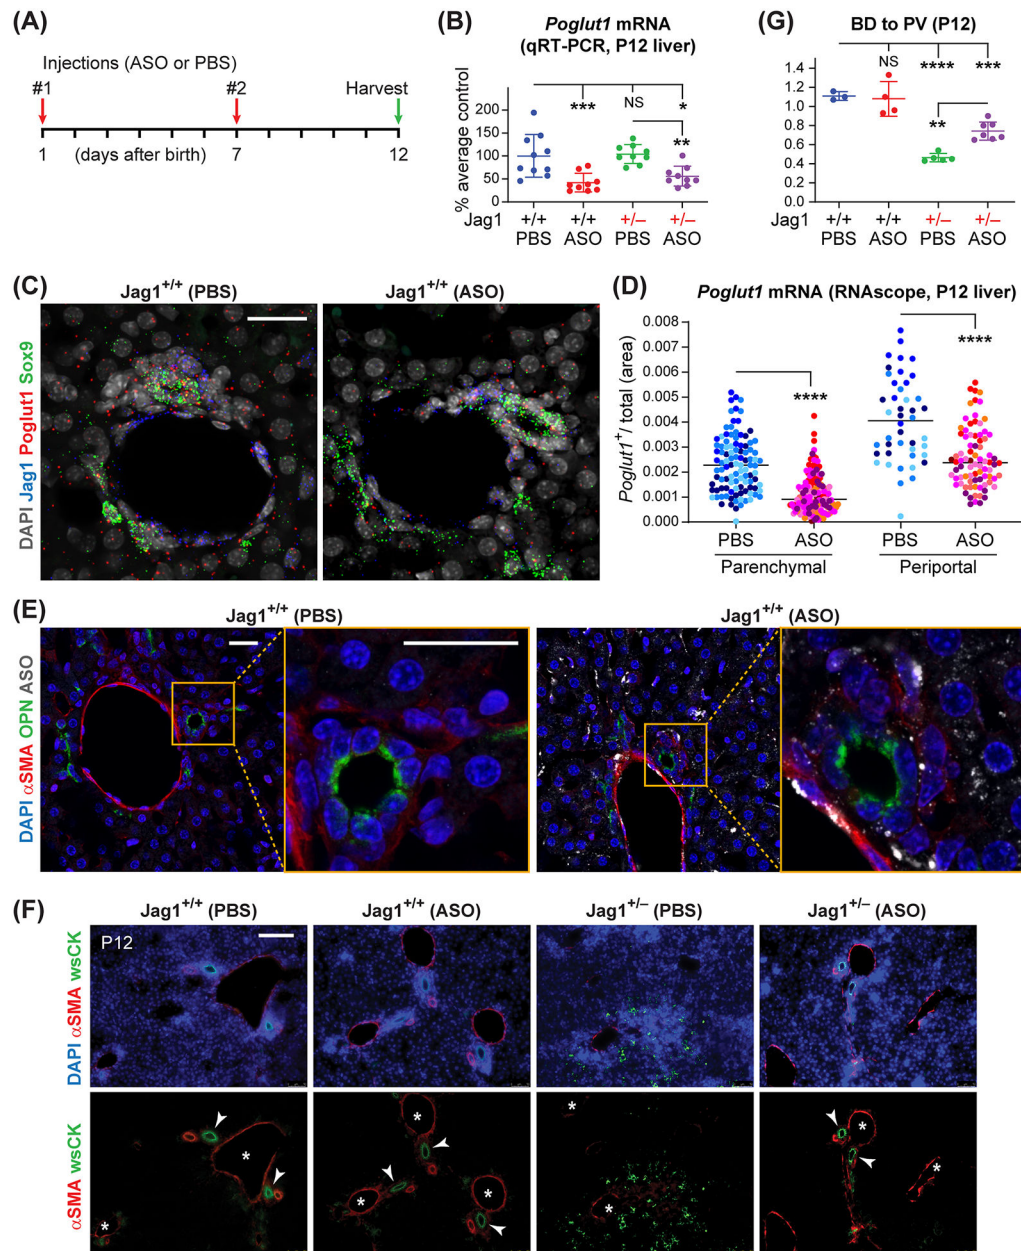 (A)
Injections (ASO or PBS)
#1 #2 Harvest
1 (days after birth) 7 12
(B)
Poglut1 mRNA
(qRT-PCR, P12 liver)
% average control
200
150
100
50
0
*** NS *
**
Jag1 +/+ +/+ +/– +/–
PBS ASO PBS ASO
(G)
BD to PV (P12)
1.4
1.2
1.0
0.8
0.6
0.4
0.2
0.0
NS **** ***
**
Jag1 +/+ +/+ +/– +/–
PBS ASO PBS ASO
(C)
Jag1+/+ (PBS) Jag1+/+ (ASO)
DAPI Jag1 Poglut1 Sox9
(D)
Poglut1 mRNA (RNAscope, P12 liver)
Poglut1+/ total (area)
0.008
0.007
0.006
0.005
0.004
0.003
0.002
0.001
0.000
**** ****
PBS ASO PBS ASO
Parenchymal Periportal
(E)
Jag1+/+ (PBS) Jag1+/+ (ASO)
DAPI αSMA OPN ASO
(F)
Jag1+/+ (PBS) Jag1+/+ (ASO) Jag1+/– (PBS) Jag1+/– (ASO)
P12
DAPI αSMA wsCK
αSMA wsCK
* * * * * * * * *